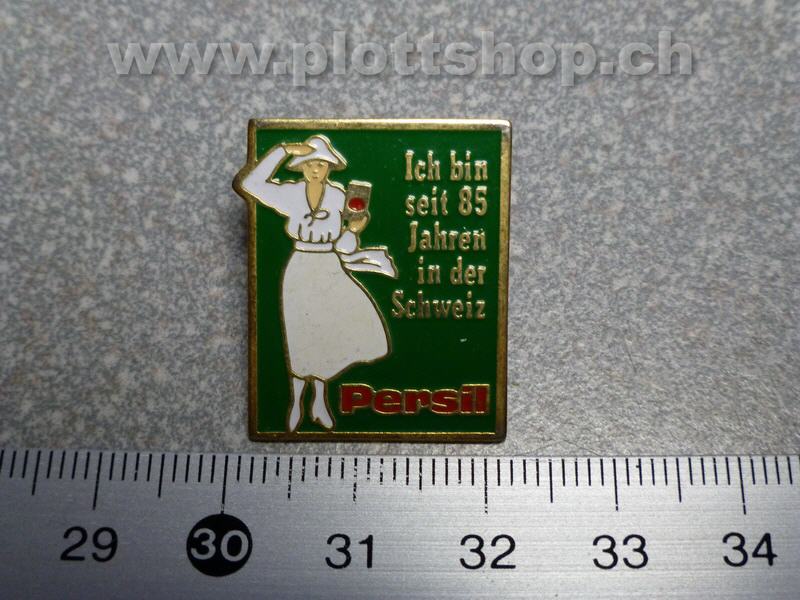 www.plottshop.ch
Ich bin
seit 85
Jahren
in der
Schweiz
Persil
29 30 31 32 33 34